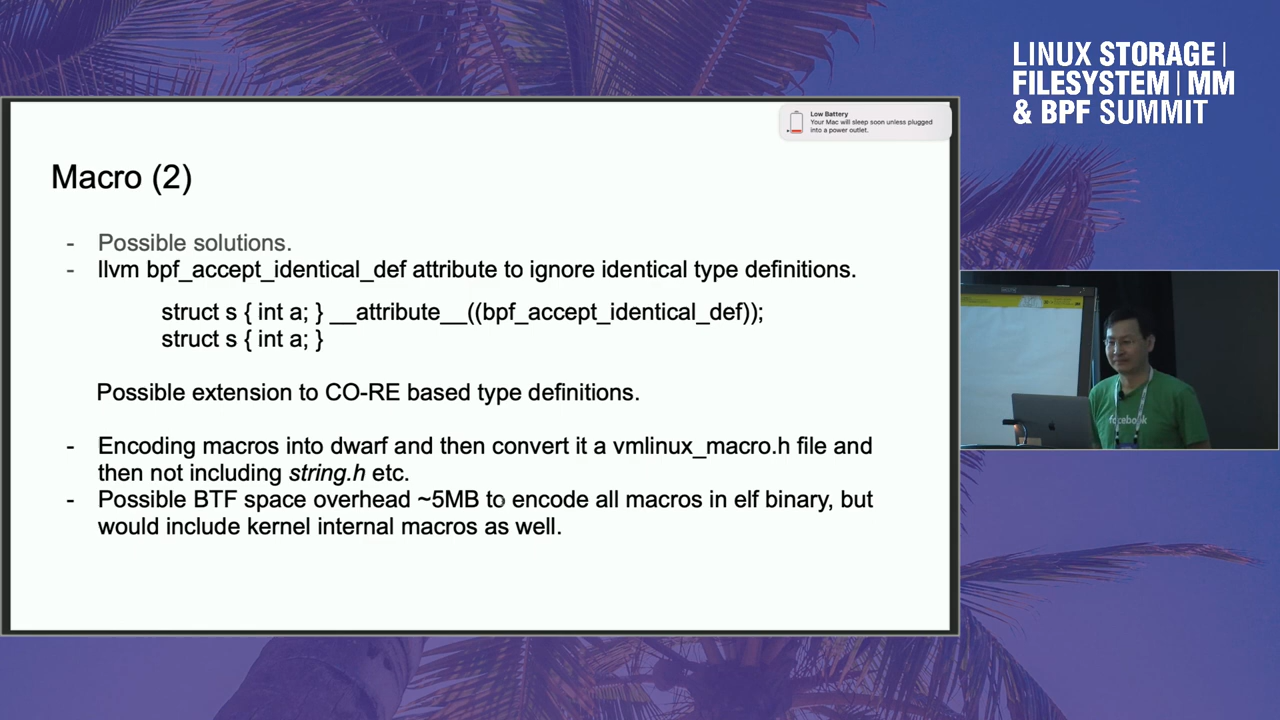 LINUX STORAGE |
FILESYSTEM | MM
& BPF SUMMIT
Low Battery
Your Mac will sleep soon unless plugged
into a power outlet.
Macro (2)
- Possible solutions.
- llvm bpf_accept_identical_def attribute to ignore identical type definitions.
struct s { int a; } __attribute__((bpf_accept_identical_def));
struct s { int a; }
Possible extension to CO-RE based type definitions.
- Encoding macros into dwarf and then convert it a vmlinux_macro.h file and
then not including string.h etc.
- Possible BTF space overhead ~5MB to encode all macros in elf binary, but
would include kernel internal macros as well.
facebook